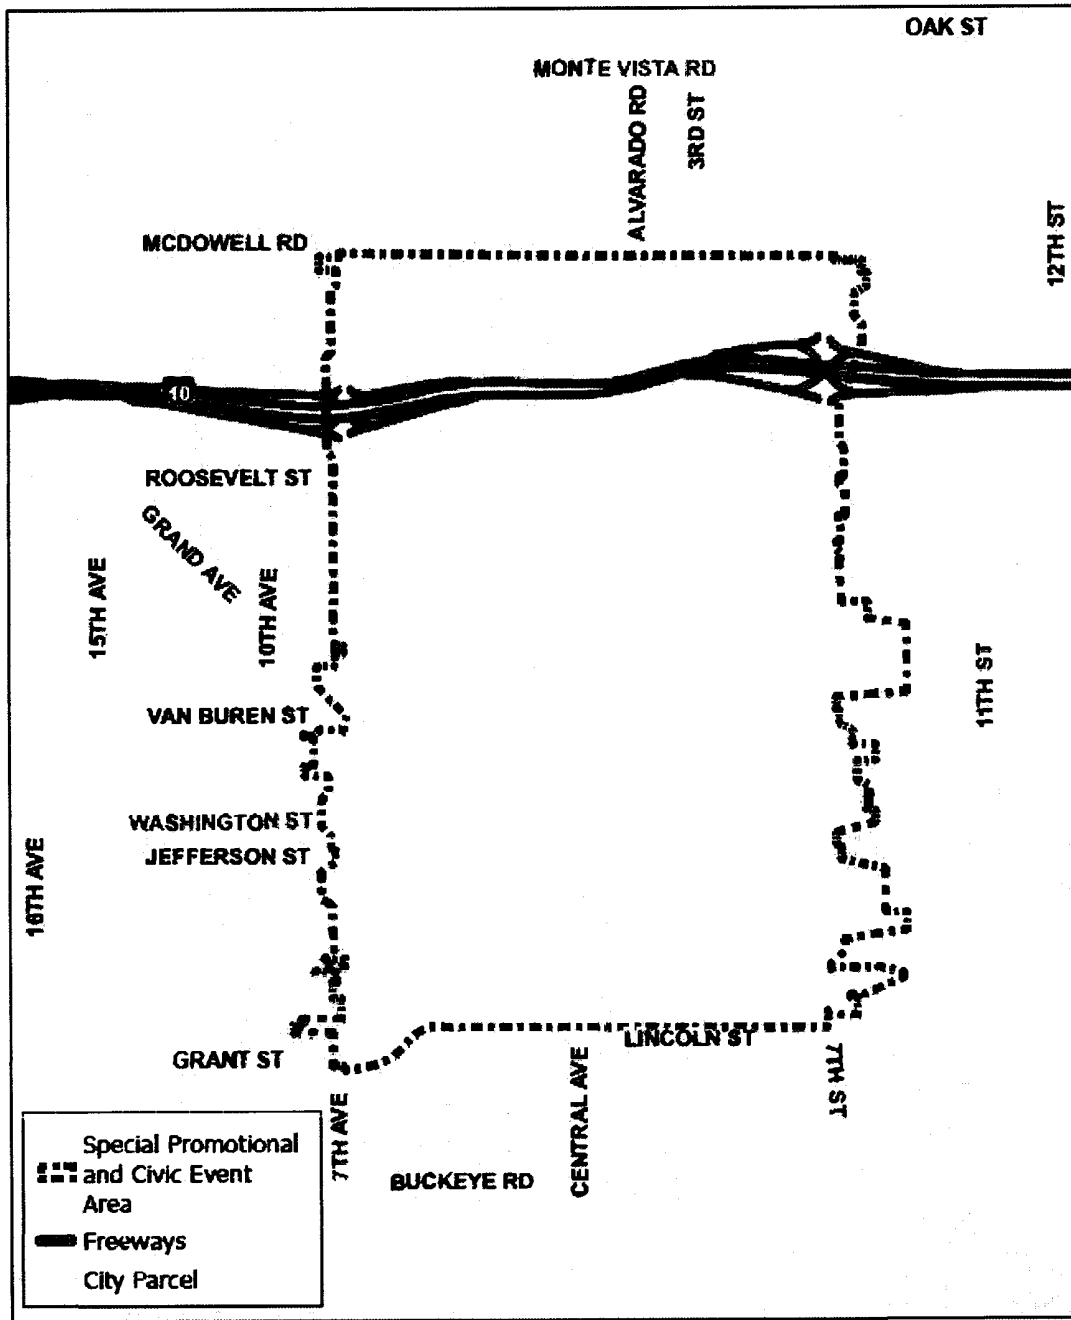 OAK ST
MONTE VISTA RD
ALVARADO RD
3RD ST
12TH ST
MCDOWELL RD
10
ROOSEVELT ST
GRAND AVE
15TH AVE
10TH AVE
11TH ST
VAN BUREN ST
WASHINGTON ST
JEFFERSON ST
16TH AVE
LINCOLN ST
GRANT ST
7TH AVE
CENTRAL AVE
7TH ST
BUCKEYE RD
Special Promotional
and Civic Event
Area
Freeways
City Parcel